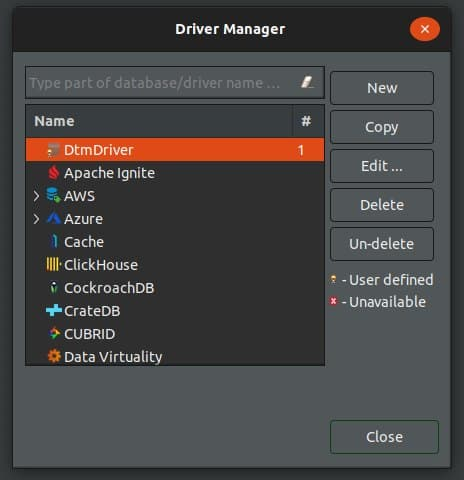 Driver Manager
Type part of database/driver name ...
New
Name #
Copy
DtmDriver 1
Edit ...
Apache Ignite
AWS
Delete
Azure
Cache
Un-delete
ClickHouse
- User defined
CockroachDB
- Unavailable
CrateDB
CUBRID
Data Virtuality
Close